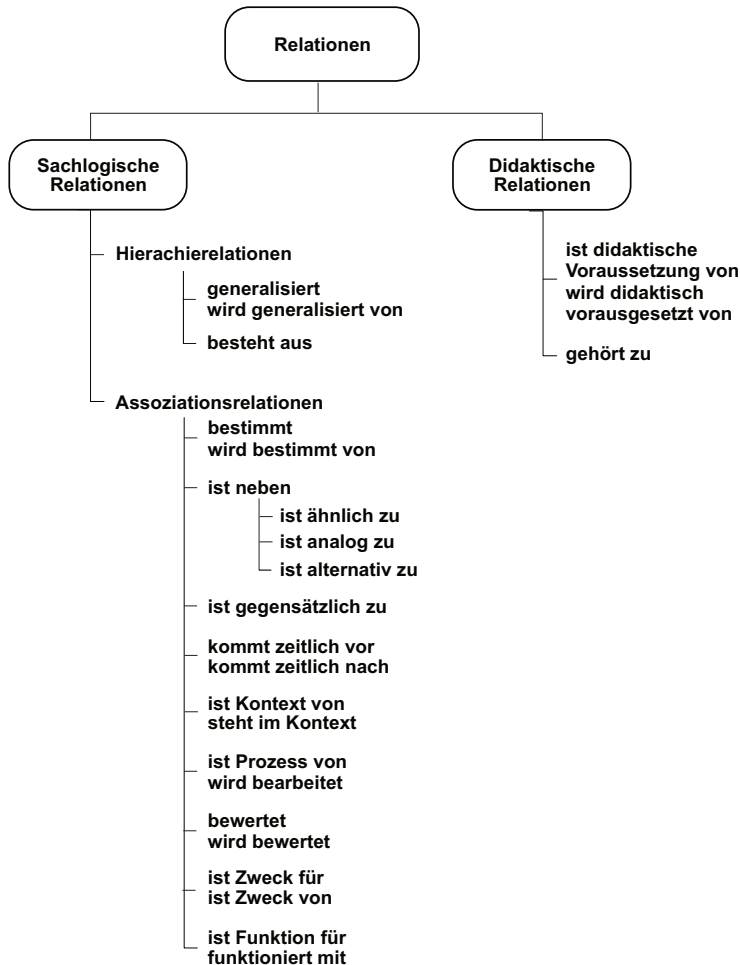 Relationen
Sachlogische
Relationen
Hierachierelationen
generalisiert
wird generalisiert von
besteht aus
Assoziationsrelationen
bestimmt
wird bestimmt von
ist neben
ist ähnlich zu
ist analog zu
ist alternativ zu
ist gegensätzlich zu
kommt zeitlich vor
kommt zeitlich nach
ist Kontext von
steht im Kontext
ist Prozess von
wird bearbeitet
bewertet
wird bewertet
ist Zweck für
ist Zweck von
ist Funktion für
funktioniert mit
Didaktische
Relationen
ist didaktische
Voraussetzung von
wird didaktisch
vorausgesetzt von
gehört zu